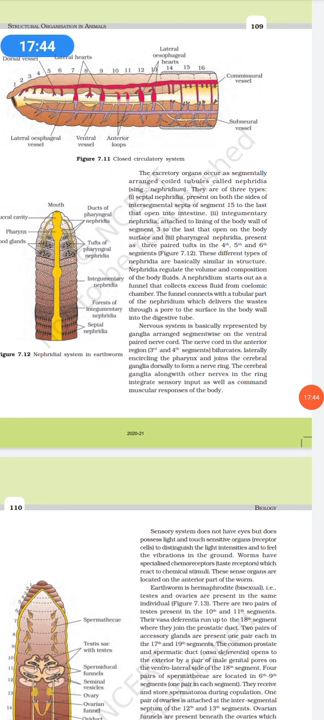 STRUCTURAL ORGANISATION IN ANIMALS
109
17:44
Dorsal vessel
Lateral hearts
Lateral
oesophageal
hearts
1 2 3 4 5 6 7 8 9 10 11 12 13 14 15 16
Commissural
vessel
Subneural
vessel
Lateral oesphageal
vessel
Ventral
vessel
Anterior
loops
Figure 7.11 Closed circulatory system
The excretory organs occur as segmentally
arranged coiled tubules called nephridia
(sing.: nephridium). They are of three types:
(i) septal nephridia, present on both the sides of
intersegmental septa of segment 15 to the last
that open into intestine, (ii) integumentary
nephridia, attached to lining of the body wall of
segment 3 to the last that open on the body
surface and (iii) pharyngeal nephridia, present
as three paired tufts in the 4th, 5th and 6th
segments (Figure 7.12). These different types of
nephridia are basically similar in structure.
Nephridia regulate the volume and composition
of the body fluids. A nephridium starts out as a
funnel that collects excess fluid from coelomic
chamber. The funnel connects with a tubular part
of the nephridium which delivers the wastes
through a pore to the surface in the body wall
into the digestive tube.
Nervous system is basically represented by
ganglia arranged segmentwise on the ventral
paired nerve cord. The nerve cord in the anterior
region (3rd and 4th segments) bifurcates, laterally
encircling the pharynx and joins the cerebral
ganglia dorsally to form a nerve ring. The cerebral
ganglia alongwith other nerves in the ring
integrate sensory input as well as command
muscular responses of the body.
Mouth
ccal cavity
Pharynx
ood glands
Ducts of
pharyngeal
nephridia
Tufts of
pharyngeal
nephridia
Integumentary
nephridia
Forests of
integumentary
nephridia
Septal
nephridia
igure 7.12 Nephridial system in earthworm
17:44
2020-21
110
BIOLOGY
Sensory system does not have eyes but does
possess light and touch sensitive organs (receptor
cells) to distinguish the light intensities and to feel
the vibrations in the ground. Worms have
specialised chemoreceptors (taste receptors) which
react to chemical stimuli. These sense organs are
located on the anterior part of the worm.
Earthworm is hermaphrodite (bisexual), i.e.,
testes and ovaries are present in the same
individual (Figure 7.13). There are two pairs of
testes present in the 10th and 11th segments.
Their vasa deferentia run up to the 18th segment
where they join the prostatic duct. Two pairs of
accessory glands are present one pair each in
the 17th and 19th segments. The common prostate
and spermatic duct (vasa deferentia) opens to
the exterior by a pair of male genital pores on
the ventro-lateral side of the 18th segment. Four
pairs of spermathecae are located in 6th-9th
segments (one pair in each segment). They receive
and store spermatozoa during copulation. One
pair of ovaries is attached at the inter-segmental
septum of the 12th and 13th segments. Ovarian
funnels are present beneath the ovaries which
Spermathecae
Testis sac
with testes
Spermiducal
funnels
Seminal
vesicles
Ovary
Ovarian
funnel
Oviduct